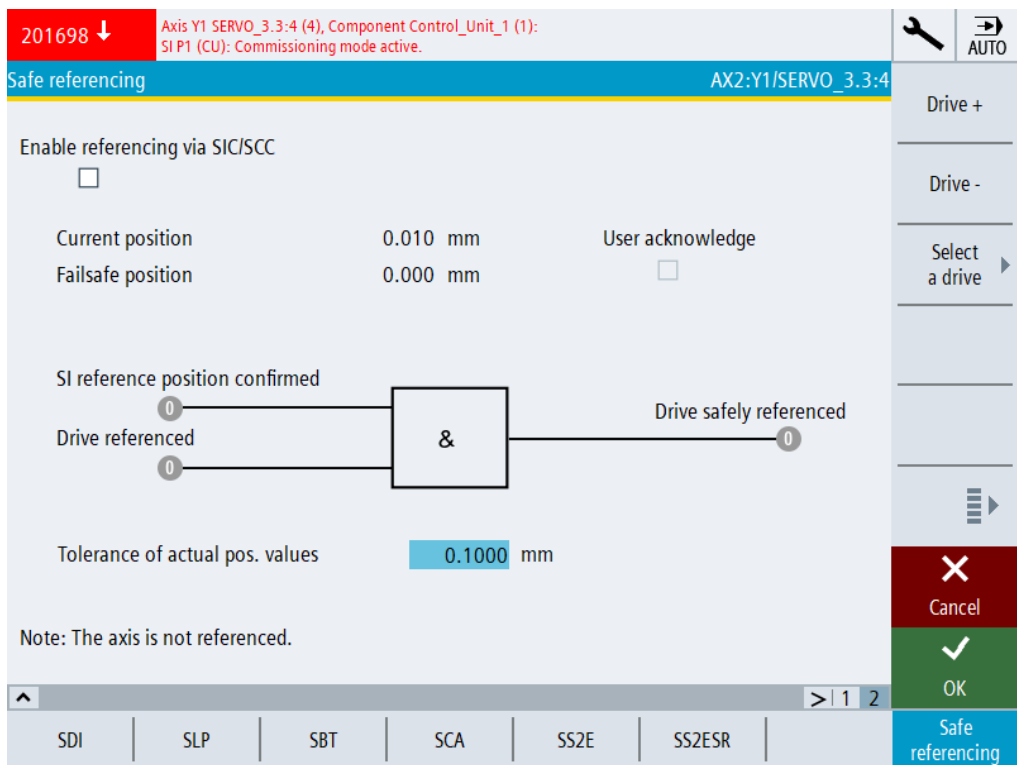 201698
Axis Y1 SERVO_3.3:4 (4), Component Control_Unit_1 (1):
SI P1 (CU): Commissioning mode active.
AUTO
Safe referencing
AX2:Y1/SERVO_3.3:4
Drive +
Enable referencing via SIC/SCC
Drive -
Current position 0.010 mm
User acknowledge
Failsafe position 0.000 mm
Select
a drive
SI reference position confirmed
0
Drive referenced
0
&
Drive safely referenced
0
Tolerance of actual pos. values 0.1000 mm
Cancel
Note: The axis is not referenced.
OK
> 1 2
SDI
SLP
SBT
SCA
SS2E
SS2ESR
Safe
referencing